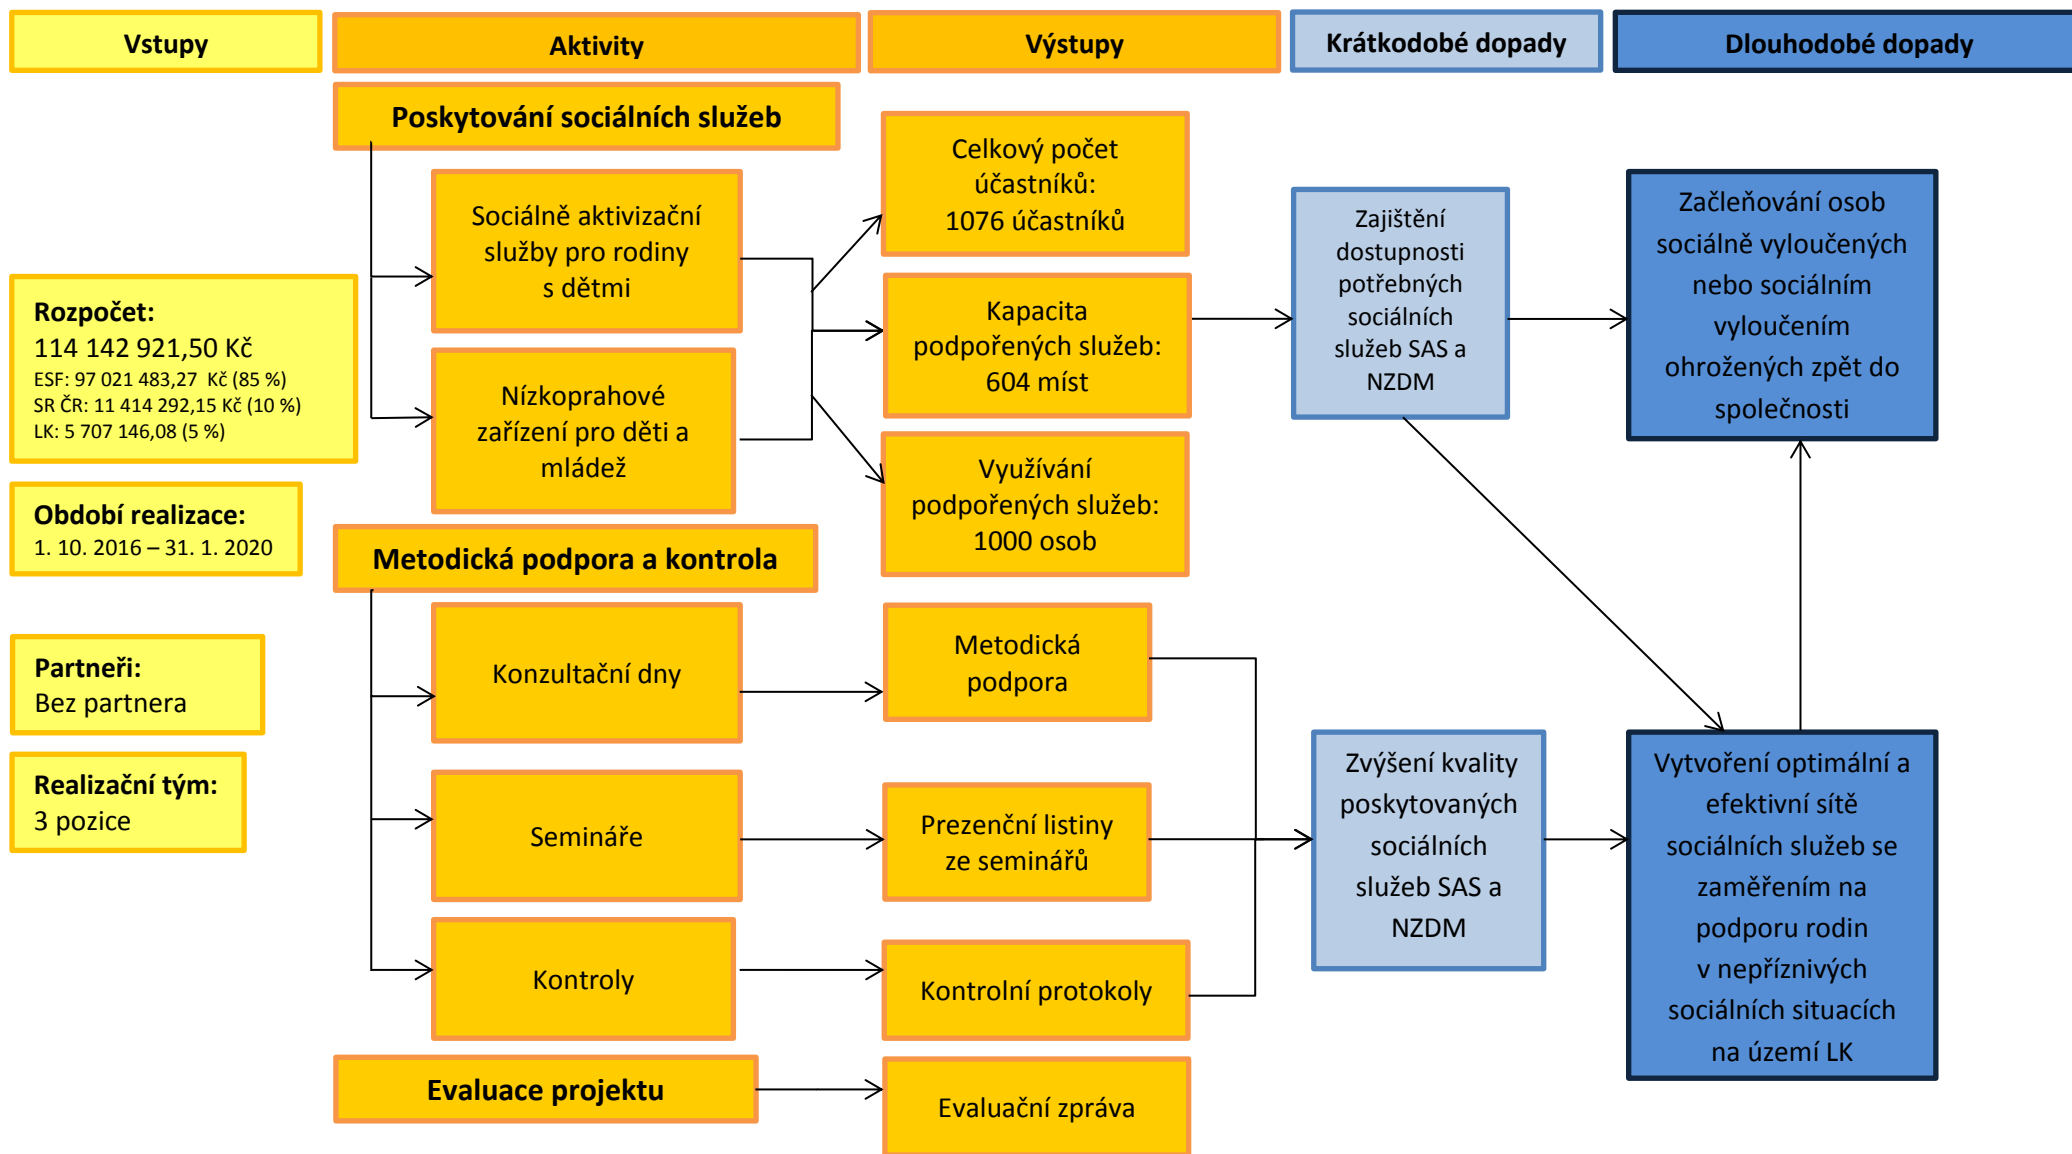 Vstupy
Aktivity
Výstupy
Krátkodobé dopady
Dlouhodobé dopady
Rozpočet:
114 142 921,50 Kč
ESF: 97 021 483,27  Kč (85 %)
SR ČR: 11 414 292,15 Kč (10 %)
LK: 5 707 146,08 (5 %)
Období realizace:
1. 10. 2016 – 31. 1. 2020
Partneři:
Bez partnera
Realizační tým:
3 pozice
Poskytování sociálních služeb
Sociálně aktivizační
služby pro rodiny
s dětmi
Nízkoprahové
zařízení pro děti a
mládež
Metodická podpora a kontrola
Konzultační dny
Semináře
Kontroly
Evaluace projektu
Celkový počet
účastníků:
1076 účastníků
Kapacita
podpořených služeb:
604 míst
Využívání
podpořených služeb:
1000 osob
Metodická
podpora
Prezenční listiny
ze seminářů
Kontrolní protokoly
Evaluační zpráva
Zajištění
dostupnosti
potřebných
sociálních
služeb SAS a
NZDM
Zvýšení kvality
poskytovaných
sociálních
služeb SAS a
NZDM
Začleňování osob
sociálně vyloučených
nebo sociálním
vyloučením
ohrožených zpět do
společnosti
Vytvoření optimální a
efektivní sítě
sociálních služeb se
zaměřením na
podporu rodin
v nepříznivých
sociálních situacích
na území LK